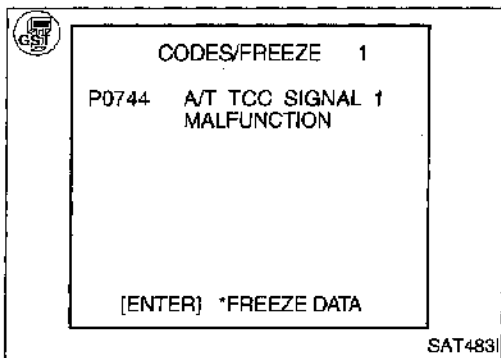 GST
CODES/FREEZE 1
P0744 A/T TCC SIGNAL 1
MALFUNCTION
[ENTER] *FREEZE DATA
SAT483I